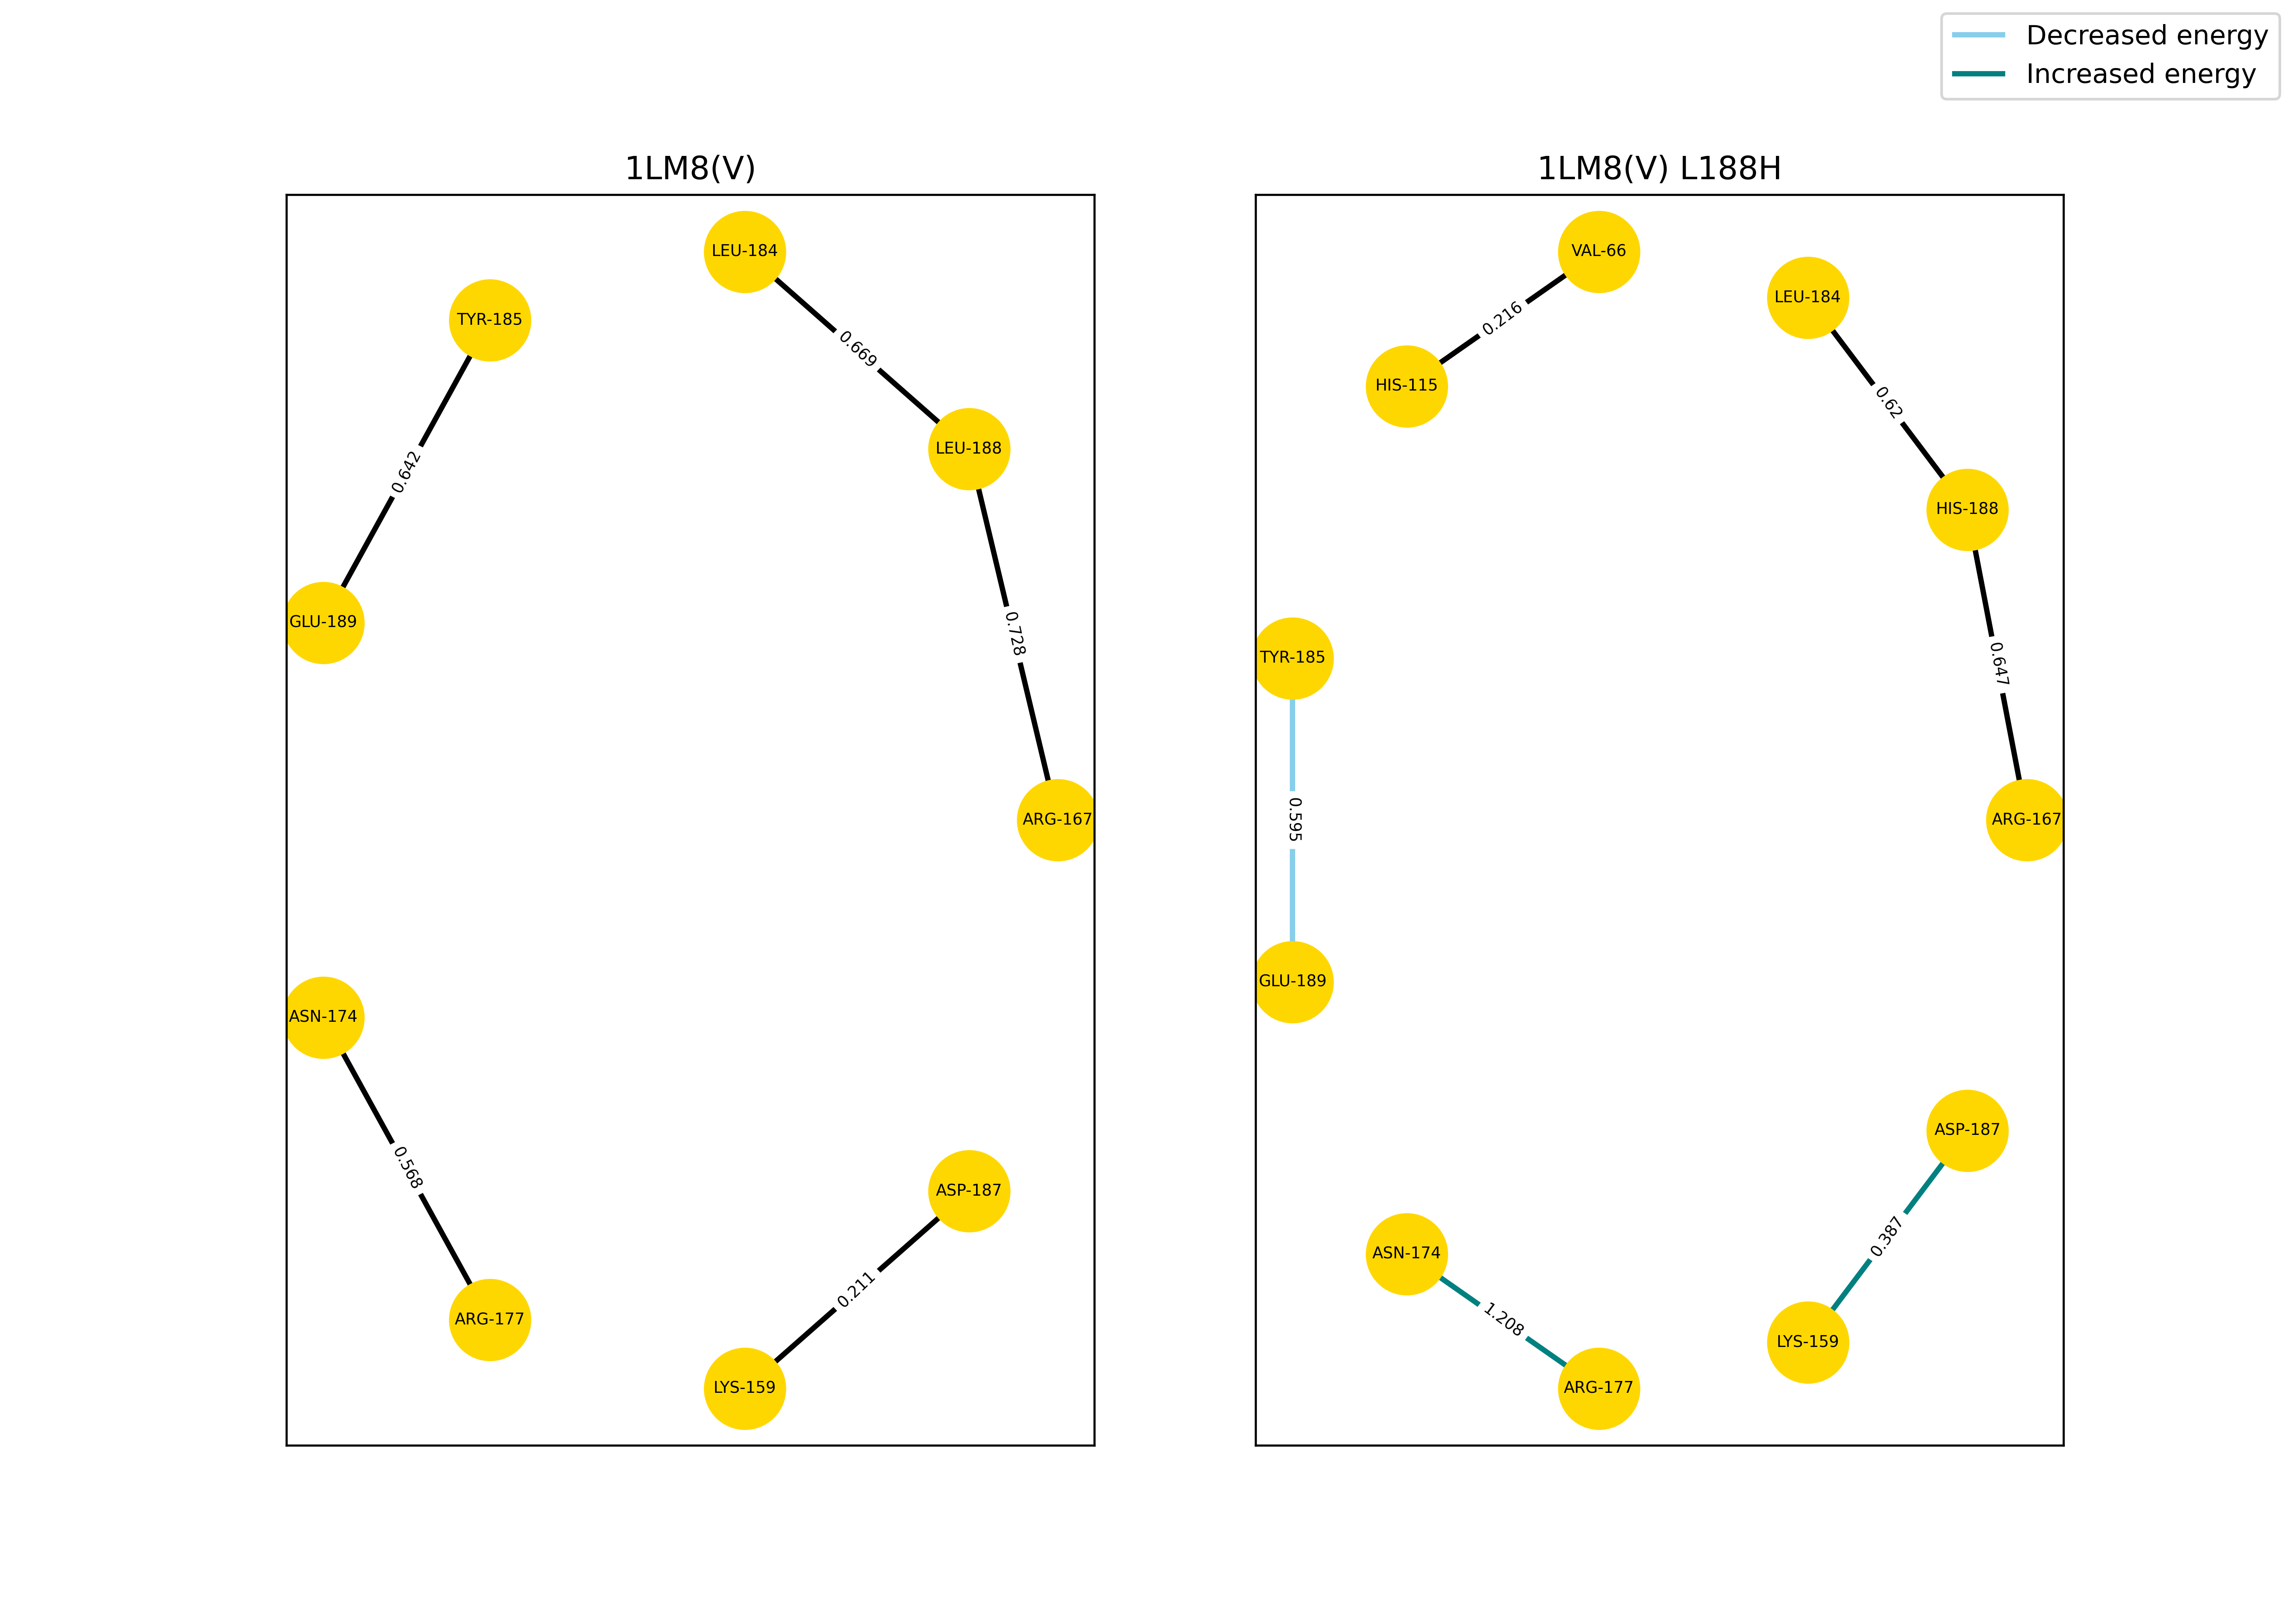 Decreased energy
Increased energy
1LM8(V)
LEU-184
TYR-185
0.669
LEU-188
0.642
GLU-189
0.728
ARG-167
ASN-174
0.568
ASP-187
0.211
ARG-177
LYS-159
1LM8(V) L188H
VAL-66
LEU-184
0.216
HIS-115
0.62
HIS-188
TYR-185
0.647
0.595
ARG-167
GLU-189
ASP-187
0.387
ASN-174
1.208
LYS-159
ARG-177